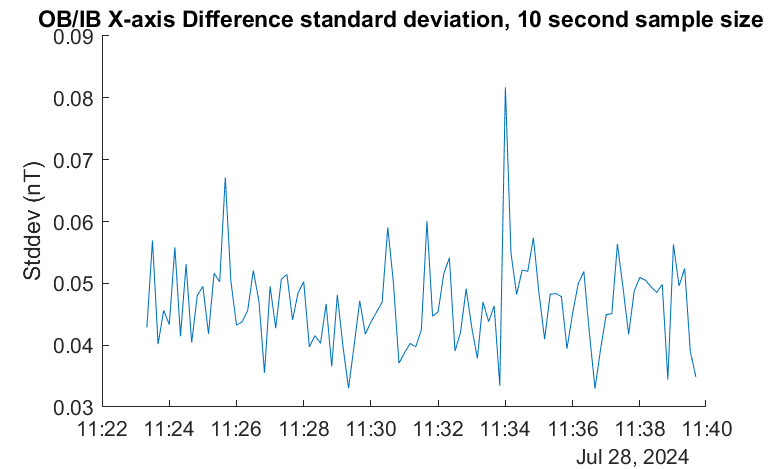 OB/IB X-axis Difference standard deviation, 10 second sample size
0.09
0.08
0.07
0.06
0.05
0.04
0.03
Stddev (nT)
11:22 11:24 11:26 11:28 11:30 11:32 11:34 11:36 11:38 11:40
Jul 28, 2024